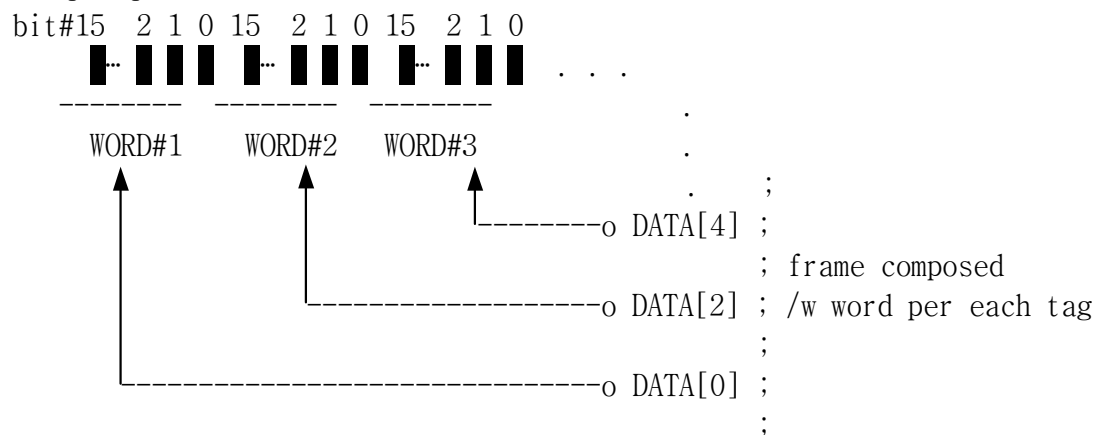 bit#15 2 1 0 15 2 1 0 15 2 1 0
… … … . . .
-------- -------- --------
WORD#1 WORD#2 WORD#3
.
.
. ;
--------o DATA[4] ;
; frame composed
-------------------o DATA[2] ; /w word per each tag
;
-------------------------------o DATA[0] ;
;